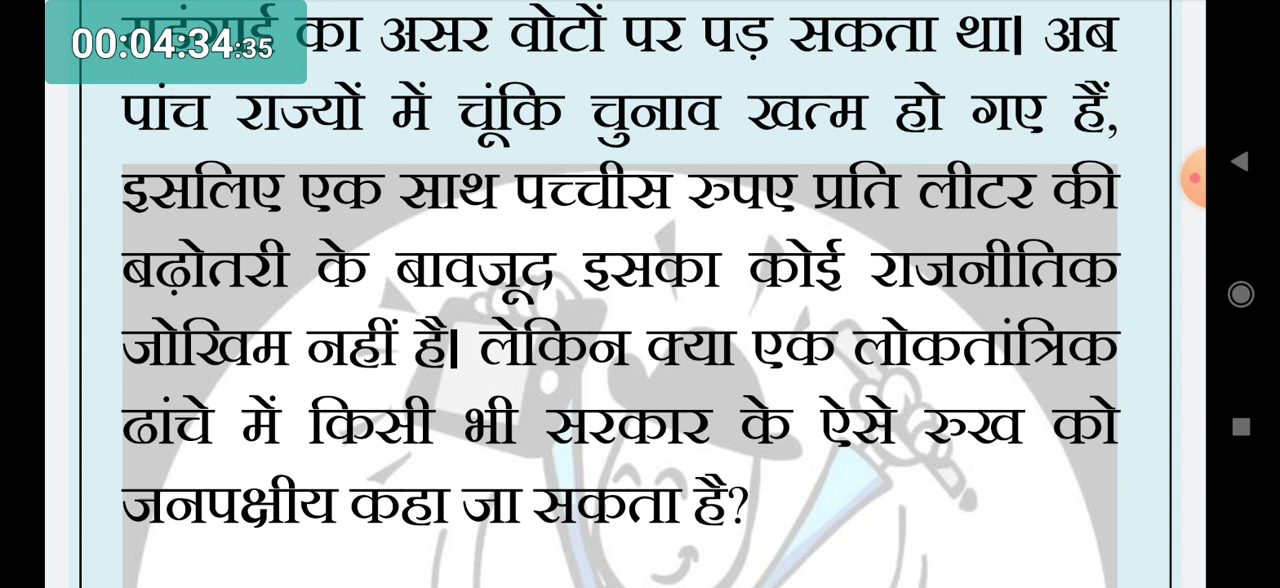 00:04:34:35
का असर वोटों पर पड़ सकता था। अब
पांच राज्यों में चूंकि चुनाव खत्म हो गए हैं,
इसलिए एक साथ पच्चीस रुपए प्रति लीटर की
बढ़ोतरी के बावजूद इसका कोई राजनीतिक
जोखिम नहीं है। लेकिन क्या एक लोकतांत्रिक
ढांचे में किसी भी सरकार के ऐसे रुख को
जनपक्षीय कहा जा सकता है?